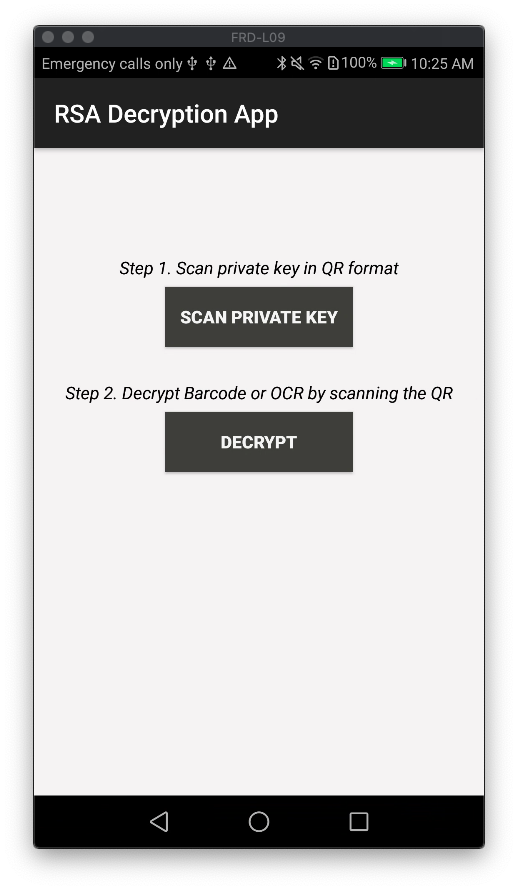 FRD-L09
Emergency calls only 100% 10:25 AM
RSA Decryption App
Step 1. Scan private key in QR format
SCAN PRIVATE KEY
Step 2. Decrypt Barcode or OCR by scanning the QR
DECRYPT